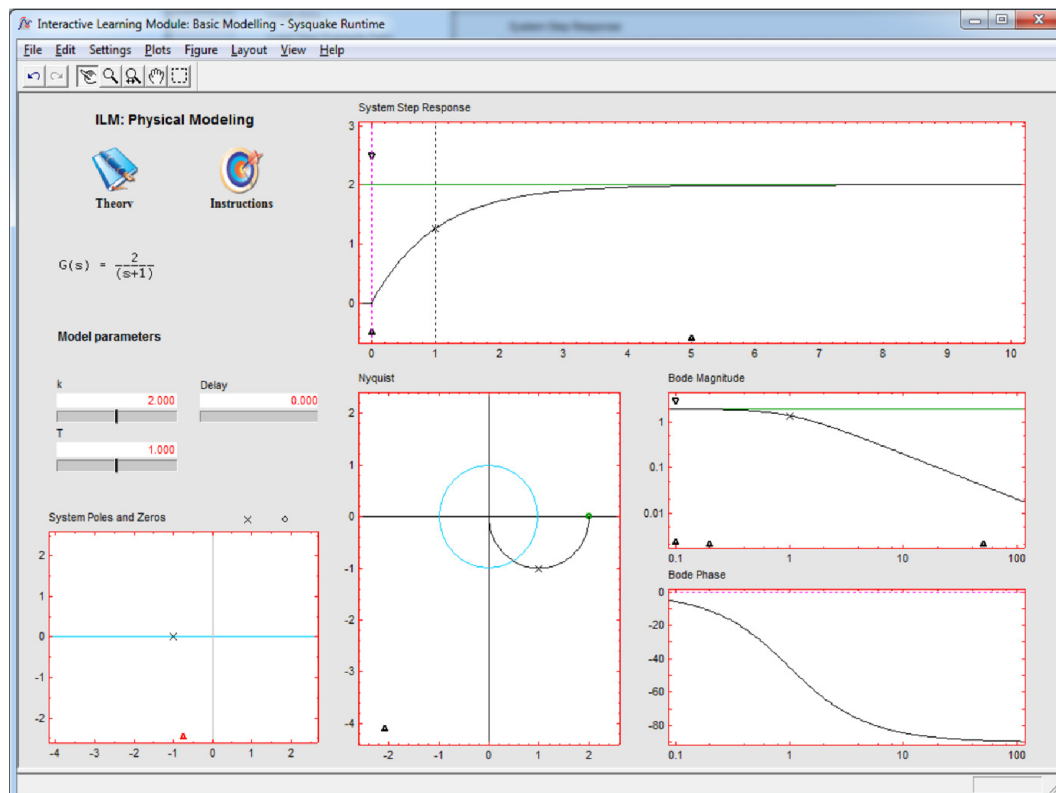 Interactive Learning Module: Basic Modelling - Sysquake Runtime
System Step Response
File Edit Settings Plots Figure Layout View Help
ILM: Physical Modeling
Theory Instructions
G(s) = 2
(s+1)
Model parameters
k Delay
2.000 0.000
T
1.000
System Step Response
3
2
1
0
0 1 2 3 4 5 6 7 8 9 10
System Poles and Zeros
2
1
0
-1
-2
-4 -3 -2 -1 0 1 2
Nyquist
2
1
0
-1
-2
-3
-4
-2 -1 0 1 2
Bode Magnitude
1
0.1
0.01
0.1 1 10 100
Bode Phase
0
-20
-40
-60
-80
0.1 1 10 100